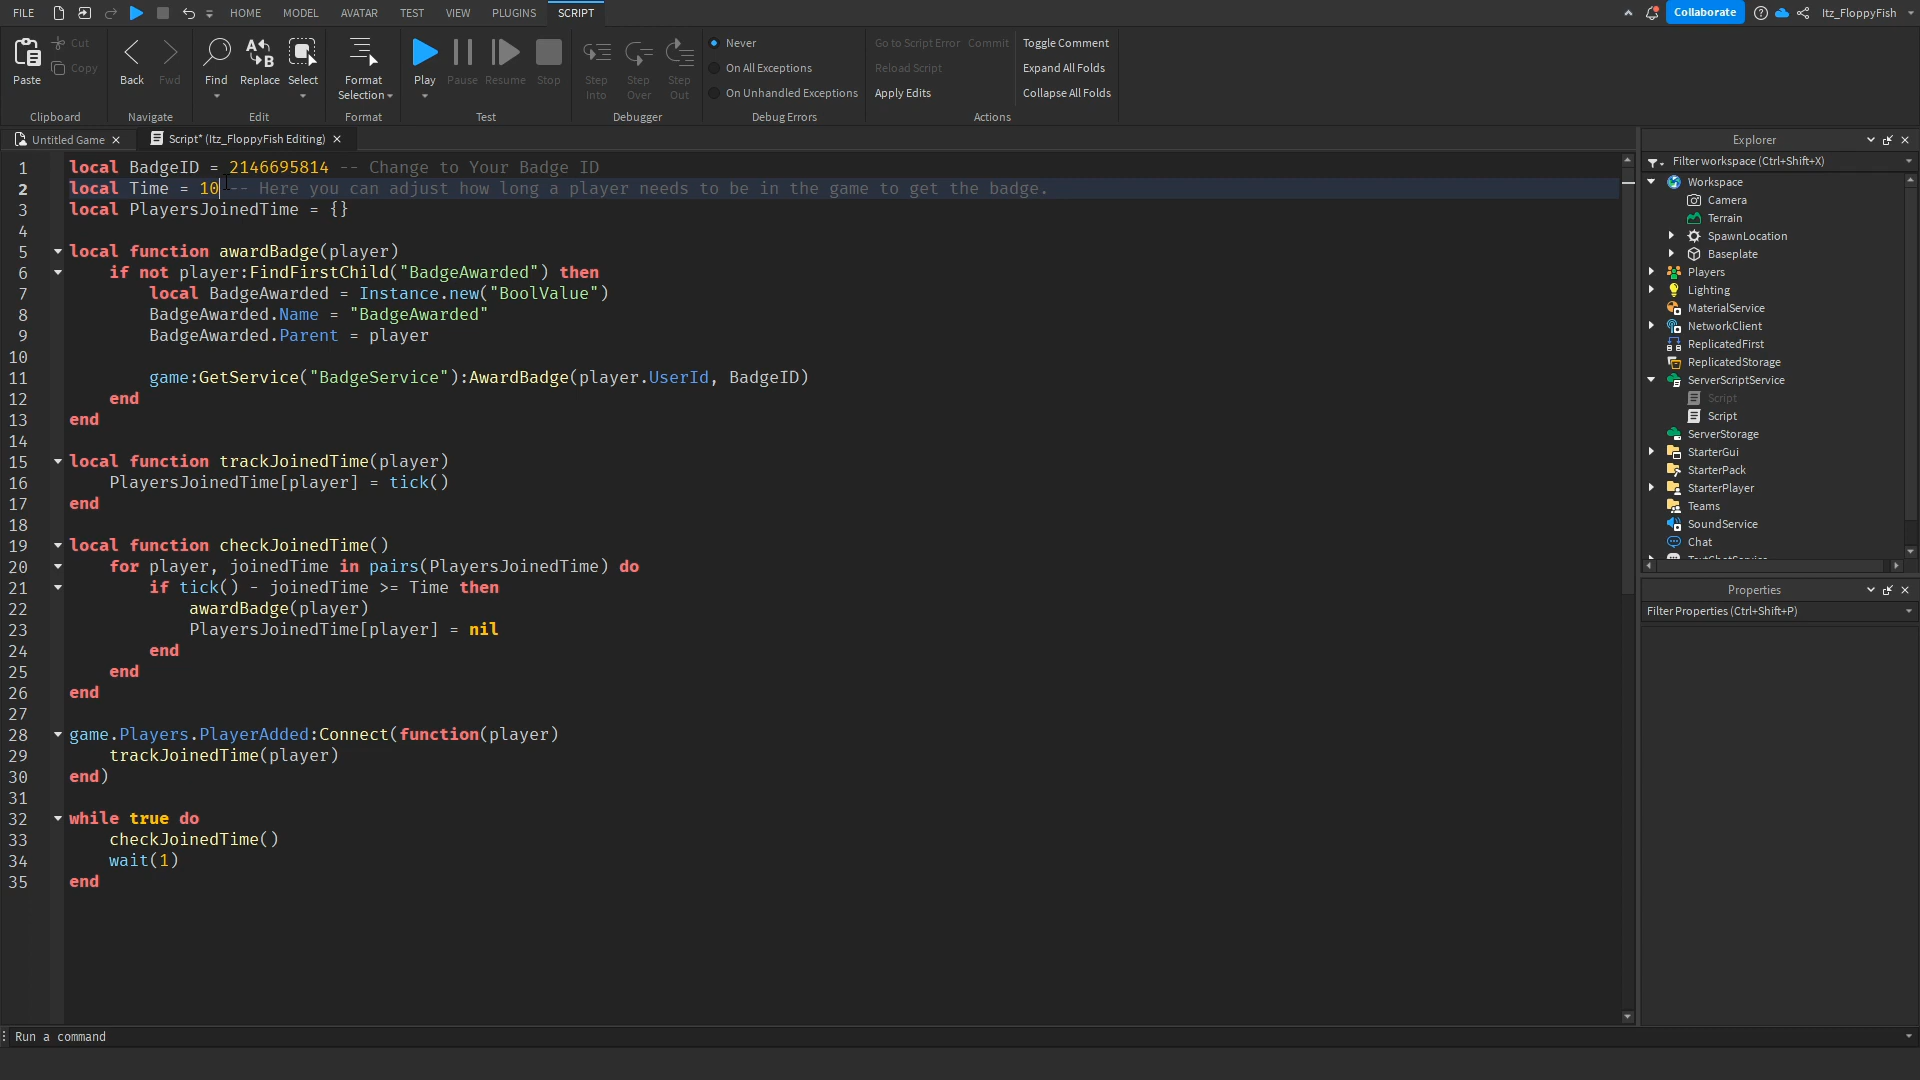 FILE HOME MODEL AVATAR TEST VIEW PLUGINS SCRIPT Collaborate Itz_FloppyFish
Paste Cut Copy Back Fwd Find Replace Select Format Selection Play Pause Resume Stop Step Into Step Over Step Out
Never
On All Exceptions
On Unhandled Exceptions
Go to Script Error Commit
Reload Script
Apply Edits
Toggle Comment
Expand All Folds
Collapse All Folds
Clipboard Navigate Edit Format Test Debugger Debug Errors Actions
Untitled Game Script* (Itz_FloppyFish Editing)
1 local BadgeID = 2146695814 -- Change to Your Badge ID
2 local Time = 10 -- Here you can adjust how long a player needs to be in the game to get the badge.
3 local PlayersJoinedTime = {}
4
5 local function awardBadge(player)
6 if not player:FindFirstChild("BadgeAwarded") then
7 local BadgeAwarded = Instance.new("BoolValue")
8 BadgeAwarded.Name = "BadgeAwarded"
9 BadgeAwarded.Parent = player
10
11 game:GetService("BadgeService"):AwardBadge(player.UserId, BadgeID)
12 end
13 end
14
15 local function trackJoinedTime(player)
16 PlayersJoinedTime[player] = tick()
17 end
18
19 local function checkJoinedTime()
20 for player, joinedTime in pairs(PlayersJoinedTime) do
21 if tick() - joinedTime >= Time then
22 awardBadge(player)
23 PlayersJoinedTime[player] = nil
24 end
25 end
26 end
27
28 game.Players.PlayerAdded:Connect(function(player)
29 trackJoinedTime(player)
30 end)
31
32 while true do
33 checkJoinedTime()
34 wait(1)
35 end
Explorer
Filter workspace (Ctrl+Shift+X)
Workspace
Camera
Terrain
SpawnLocation
Baseplate
Players
Lighting
MaterialService
NetworkClient
ReplicatedFirst
ReplicatedStorage
ServerScriptService
Script
Script
ServerStorage
StarterGui
StarterPack
StarterPlayer
Teams
SoundService
Chat
Properties
Filter Properties (Ctrl+Shift+P)
Run a command